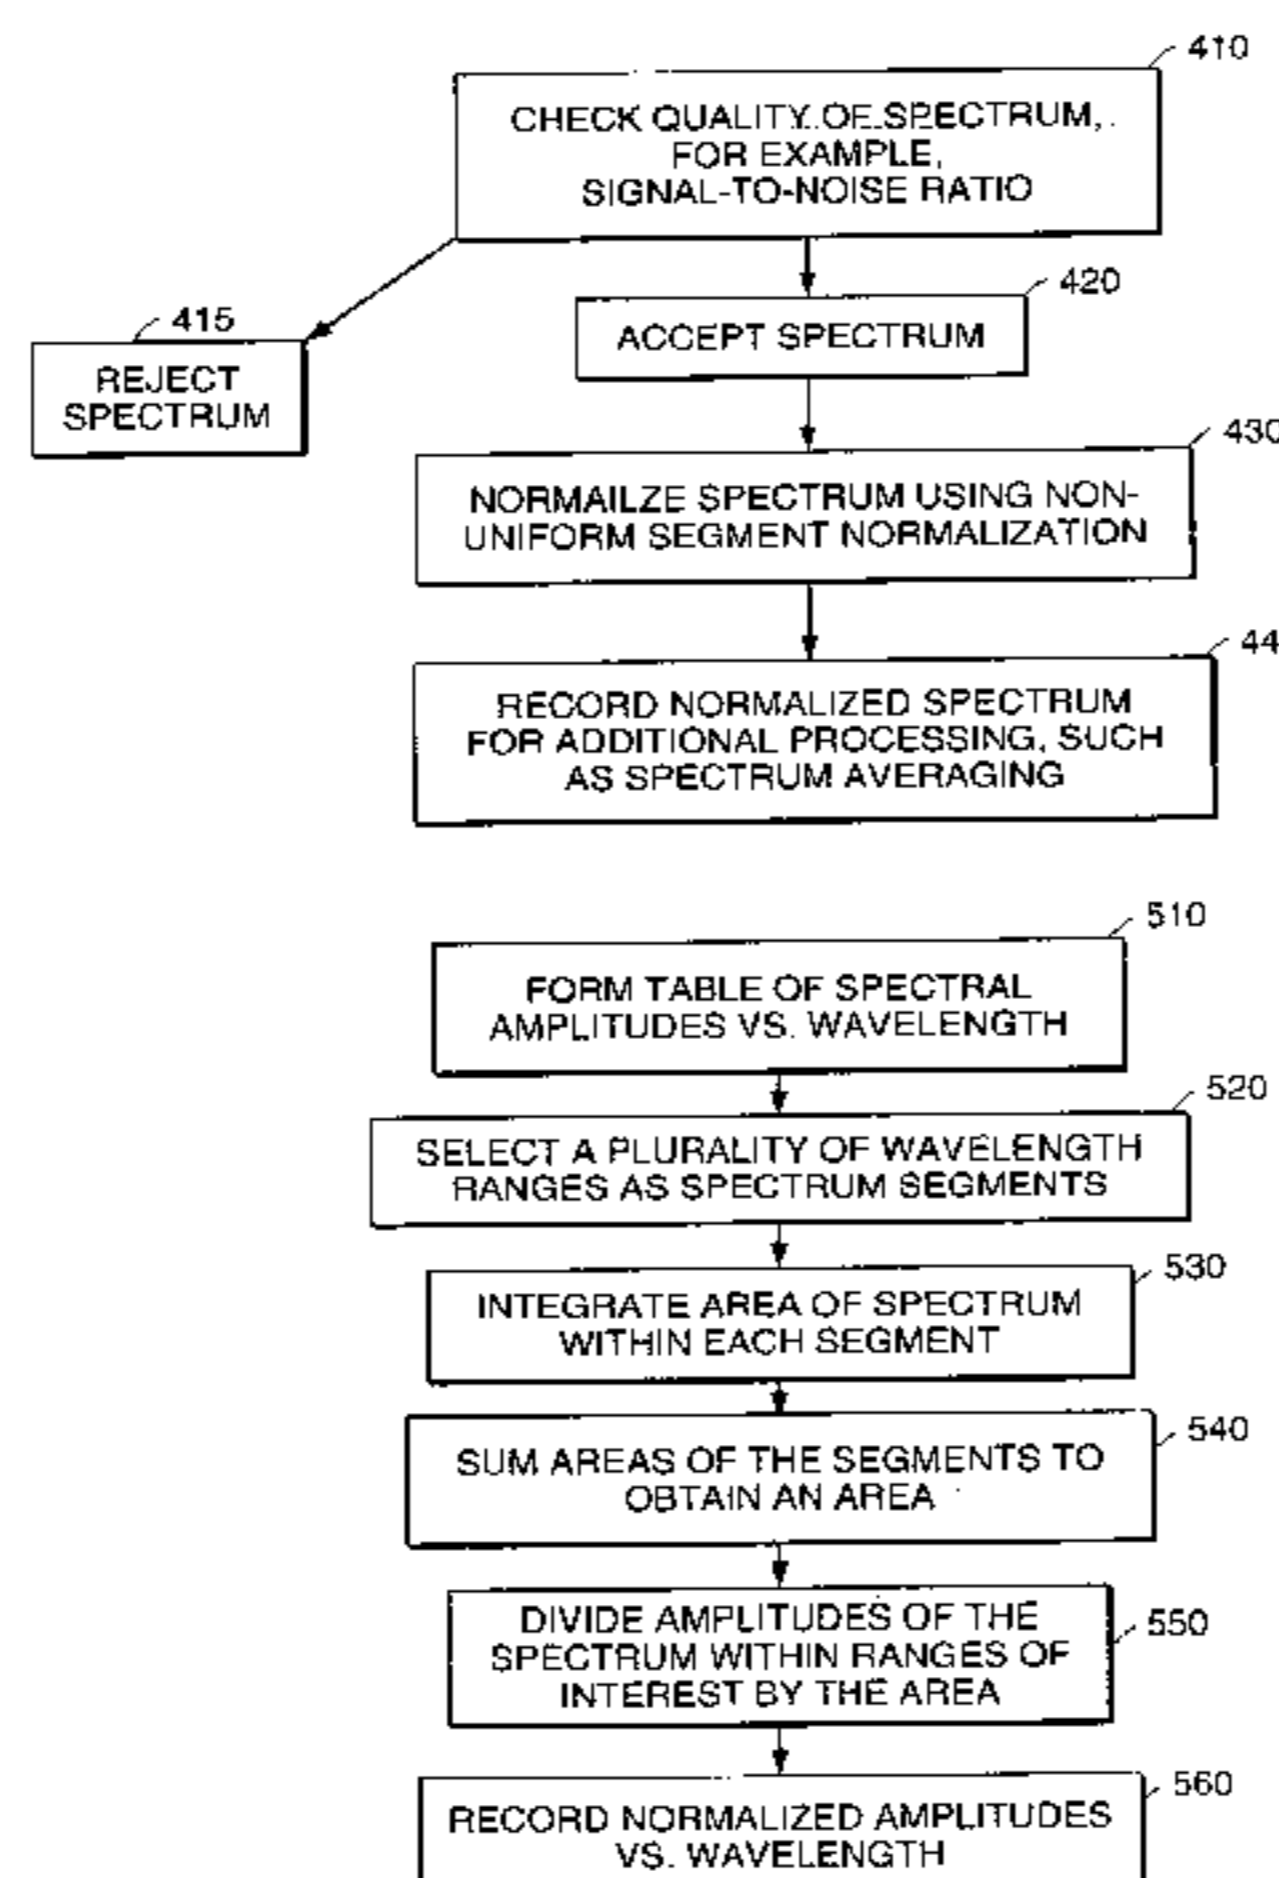 410
CHECK QUALITY OF SPECTRUM,
FOR EXAMPLE,
SIGNAL-TO-NOISE RATIO
420
ACCEPT SPECTRUM
415
REJECT
SPECTRUM
430
NORMAILZE SPECTRUM USING NON-
UNIFORM SEGMENT NORMALIZATION
44
RECORD NORMALIZED SPECTRUM
FOR ADDITIONAL PROCESSING, SUCH
AS SPECTRUM AVERAGING
510
FORM TABLE OF SPECTRAL
AMPLITUDES VS. WAVELENGTH
520
SELECT A PLURALITY OF WAVELENGTH
RANGES AS SPECTRUM SEGMENTS
530
INTEGRATE AREA OF SPECTRUM
WITHIN EACH SEGMENT
540
SUM AREAS OF THE SEGMENTS TO
OBTAIN AN AREA
550
DIVIDE AMPLITUDES OF THE
SPECTRUM WITHIN RANGES OF
INTEREST BY THE AREA
560
RECORD NORMALIZED AMPLITUDES
VS. WAVELENGTH